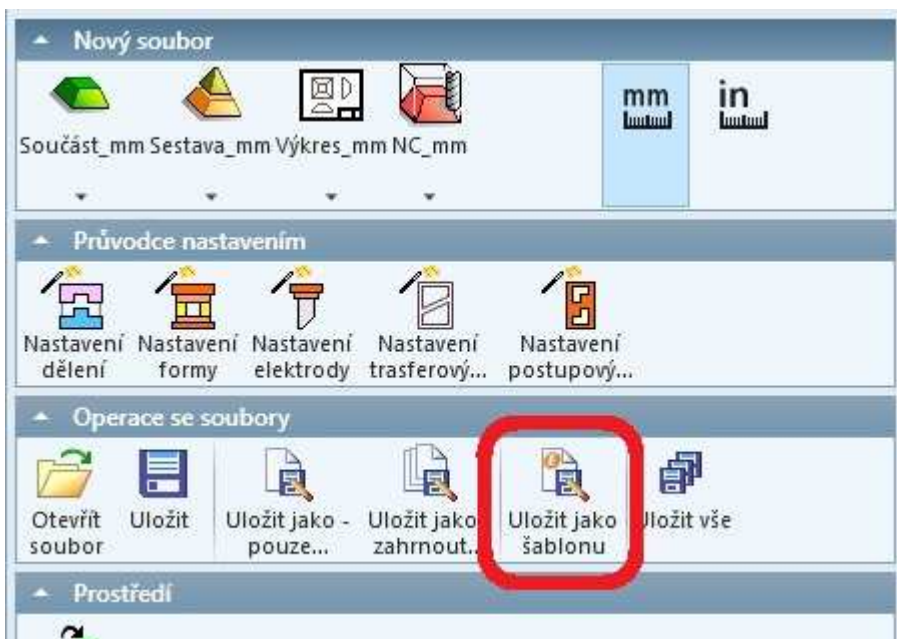 Nový soubor
mm in
Součást_mm Sestava_mm Výkres_mm NC_mm
Průvodce nastavením
Nastavení Nastavení Nastavení Nastavení Nastavení
dělení formy elektrody trasferový... postupový...
Operace se soubory
Otevřít Uložit Uložit jako - Uložit jako Uložit jako Uložit vše
soubor pouze... zahrnout... šablonu
Prostředí